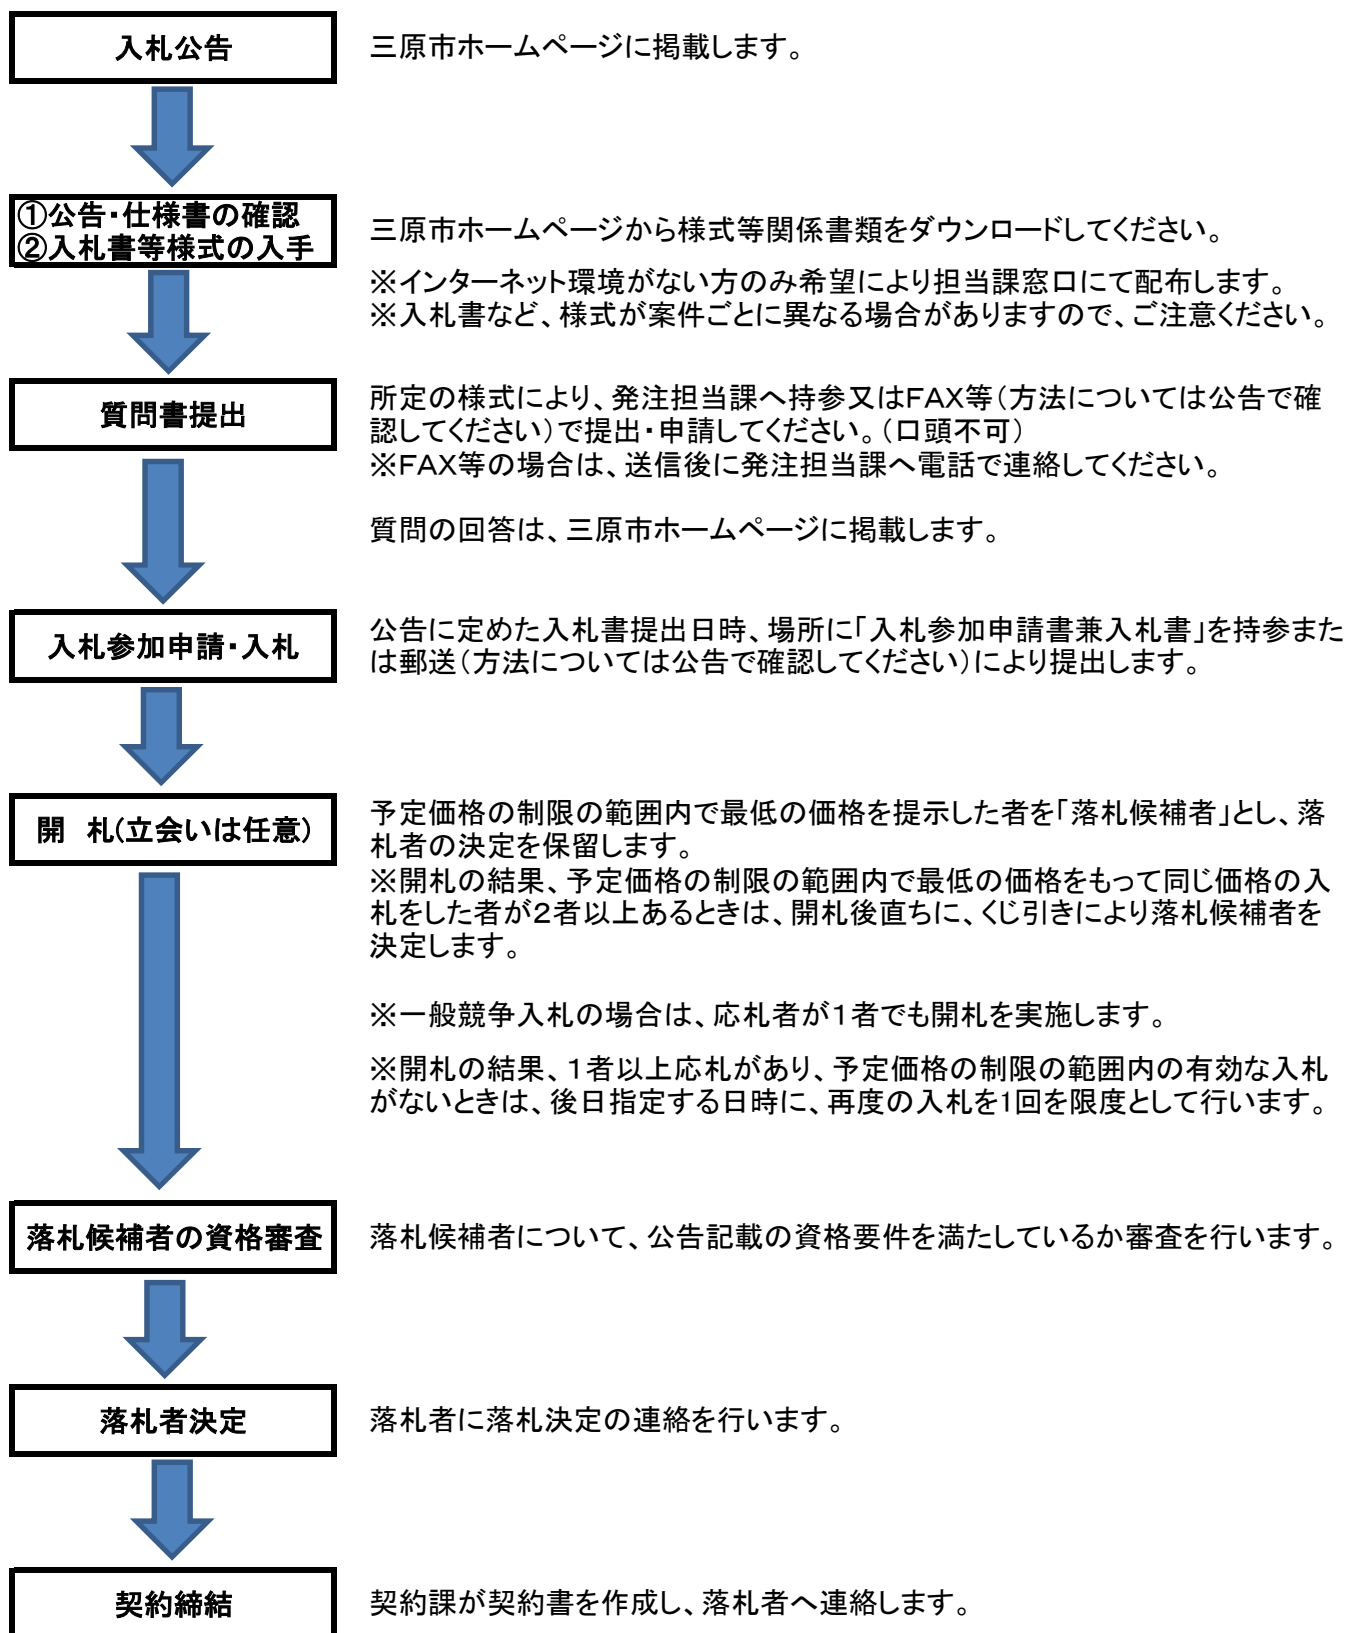 入札公告
三原市ホームページに掲載します。
①公告・仕様書の確認
②入札書等様式の入手
三原市ホームページから様式等関係書類をダウンロードしてください。
※インターネット環境がない方のみ希望により担当課窓口にて配布します。
※入札書など、様式が案件ごとに異なる場合がありますので、ご注意ください。
質問書提出
所定の様式により、発注担当課へ持参又はFAX等(方法については公告で確
認してください)で提出・申請してください。(口頭不可)
※FAX等の場合は、送信後に発注担当課へ電話で連絡してください。
質問の回答は、三原市ホームページに掲載します。
入札参加申請・入札
公告に定めた入札書提出日時、場所に「入札参加申請書兼入札書」を持参また
は郵送(方法については公告で確認してください)により提出します。
開　札(立会いは任意)
予定価格の制限の範囲内で最低の価格を提示した者を「落札候補者」とし、落
札者の決定を保留します。
※開札の結果、予定価格の制限の範囲内で最低の価格をもって同じ価格の入
札をした者が2者以上あるときは、開札後直ちに、くじ引きにより落札候補者を
決定します。
※一般競争入札の場合は、応札者が1者でも開札を実施します。
※開札の結果、1者以上応札があり、予定価格の制限の範囲内の有効な入札
がないときは、後日指定する日時に、再度の入札を1回を限度として行います。
落札候補者の資格審査
落札候補者について、公告記載の資格要件を満たしているか審査を行います。
落札者決定
落札者に落札決定の連絡を行います。
契約締結
契約課が契約書を作成し、落札者へ連絡します。